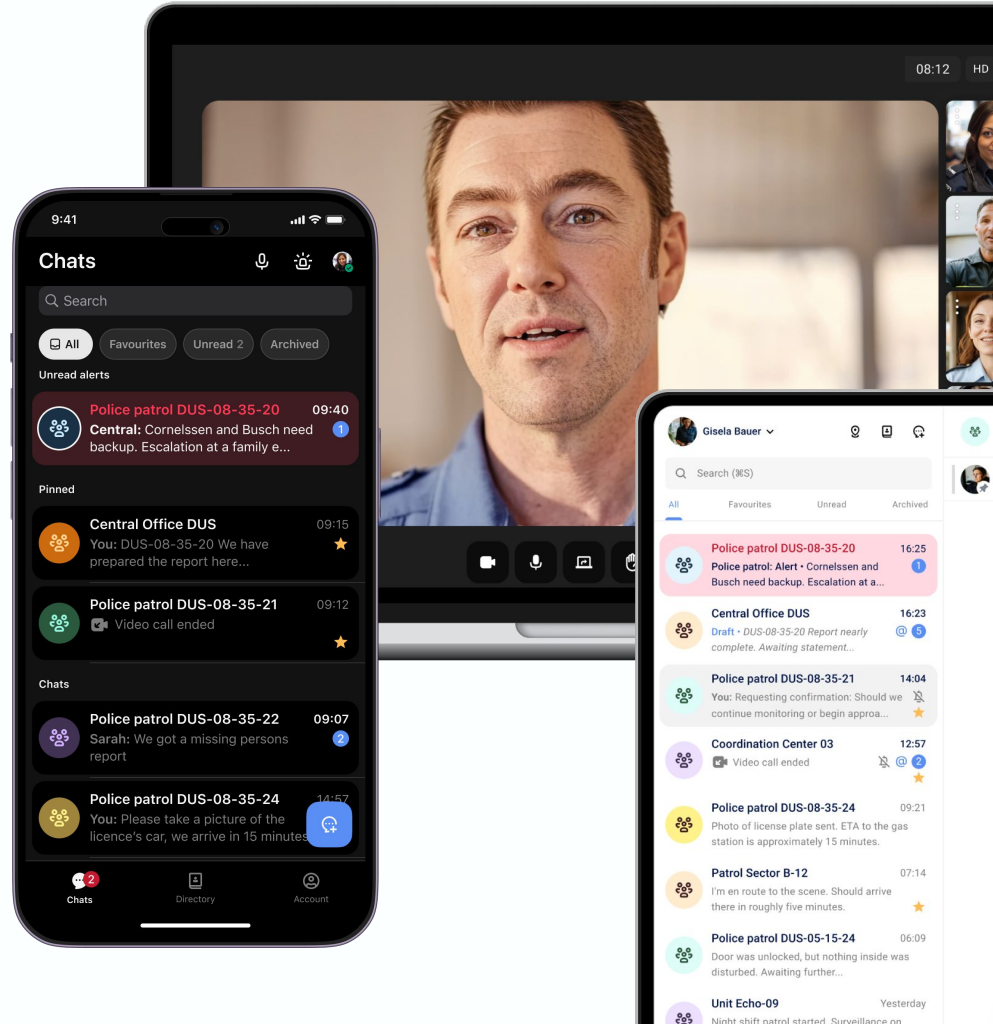 08:12 HD
9:41
Chats
Search
All Favourites Unread 2 Archived
Unread alerts
Police patrol DUS-08-35-20 09:40
Central: Cornelssen and Busch need 1
backup. Escalation at a family e...
Pinned
Central Office DUS 09:15
You: DUS-08-35-20 We have
prepared the report here...
Police patrol DUS-08-35-21 09:12
Video call ended
Chats
Police patrol DUS-08-35-22 09:07
Sarah: We got a missing persons 2
report
Police patrol DUS-08-35-24 14:57
You: Please take a picture of the
licence's car, we arrive in 15 minutes
2
Chats Directory Account
Gisela Bauer
Search (⌘S)
All Favourites Unread Archived
Police patrol DUS-08-35-20 16:25
Police patrol: Alert • Cornelssen and 1
Busch need backup. Escalation at a...
Central Office DUS 16:23
Draft • DUS-08-35-20 Report nearly @ 5
complete. Awaiting statement...
Police patrol DUS-08-35-21 14:04
You: Requesting confirmation: Should we
continue monitoring or begin approa...
Coordination Center 03 12:57
Video call ended @ 2
Police patrol DUS-08-35-24 09:21
Photo of license plate sent. ETA to the gas
station is approximately 15 minutes.
Patrol Sector B-12 07:14
I'm en route to the scene. Should arrive
there in roughly five minutes.
Police patrol DUS-05-15-24 06:09
Door was unlocked, but nothing inside was
disturbed. Awaiting further...
Unit Echo-09 Yesterday
Night shift patrol started. Surveillance on